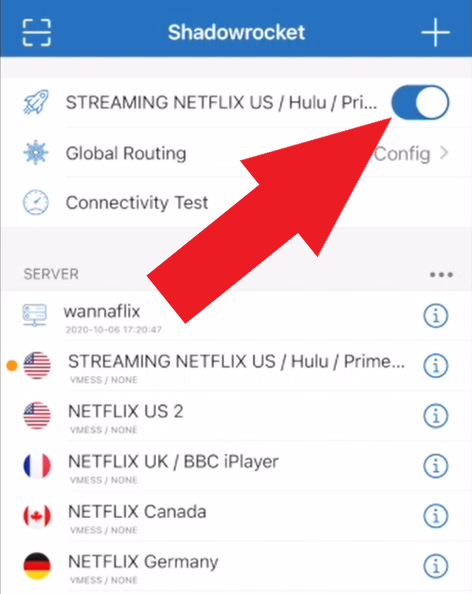 Shadowrocket
STREAMING NETFLIX US / Hulu / Pri...
Global Routing
Config
Connectivity Test
SERVER
wannaflix
2020-10-06 17:20:47
STREAMING NETFLIX US / Hulu / Prime...
VMESS / NONE
NETFLIX US 2
VMESS / NONE
NETFLIX UK / BBC iPlayer
VMESS / NONE
NETFLIX Canada
VMESS / NONE
NETFLIX Germany
VMESS / NONE